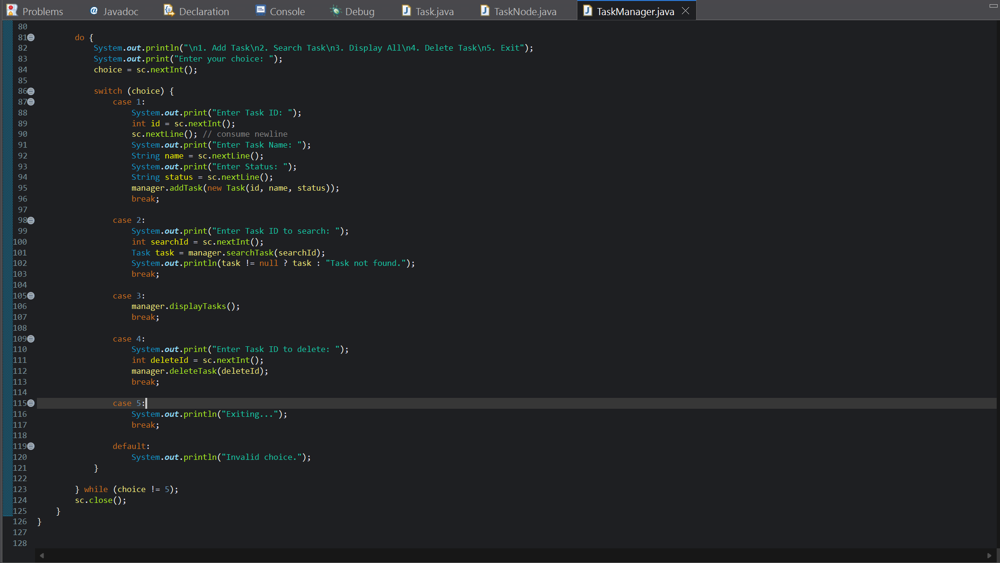 Problems Javadoc Declaration Console Debug Task.java TaskNode.java TaskManager.java
80
81 do {
82 System.out.println("\n1. Add Task\n2. Search Task\n3. Display All\n4. Delete Task\n5. Exit");
83 System.out.print("Enter your choice: ");
84 choice = sc.nextInt();
85
86 switch (choice) {
87 case 1:
88 System.out.print("Enter Task ID: ");
89 int id = sc.nextInt();
90 sc.nextLine(); // consume newline
91 System.out.print("Enter Task Name: ");
92 String name = sc.nextLine();
93 System.out.print("Enter Status: ");
94 String status = sc.nextLine();
95 manager.addTask(new Task(id, name, status));
96 break;
97
98 case 2:
99 System.out.print("Enter Task ID to search: ");
100 int searchId = sc.nextInt();
101 Task task = manager.searchTask(searchId);
102 System.out.println(task != null ? task : "Task not found.");
103 break;
104
105 case 3:
106 manager.displayTasks();
107 break;
108
109 case 4:
110 System.out.print("Enter Task ID to delete: ");
111 int deleteId = sc.nextInt();
112 manager.deleteTask(deleteId);
113 break;
114
115 case 5:
116 System.out.println("Exiting...");
117 break;
118
119 default:
120 System.out.println("Invalid choice.");
121 }
122
123 } while (choice != 5);
124 sc.close();
125 }
126 }
127
128